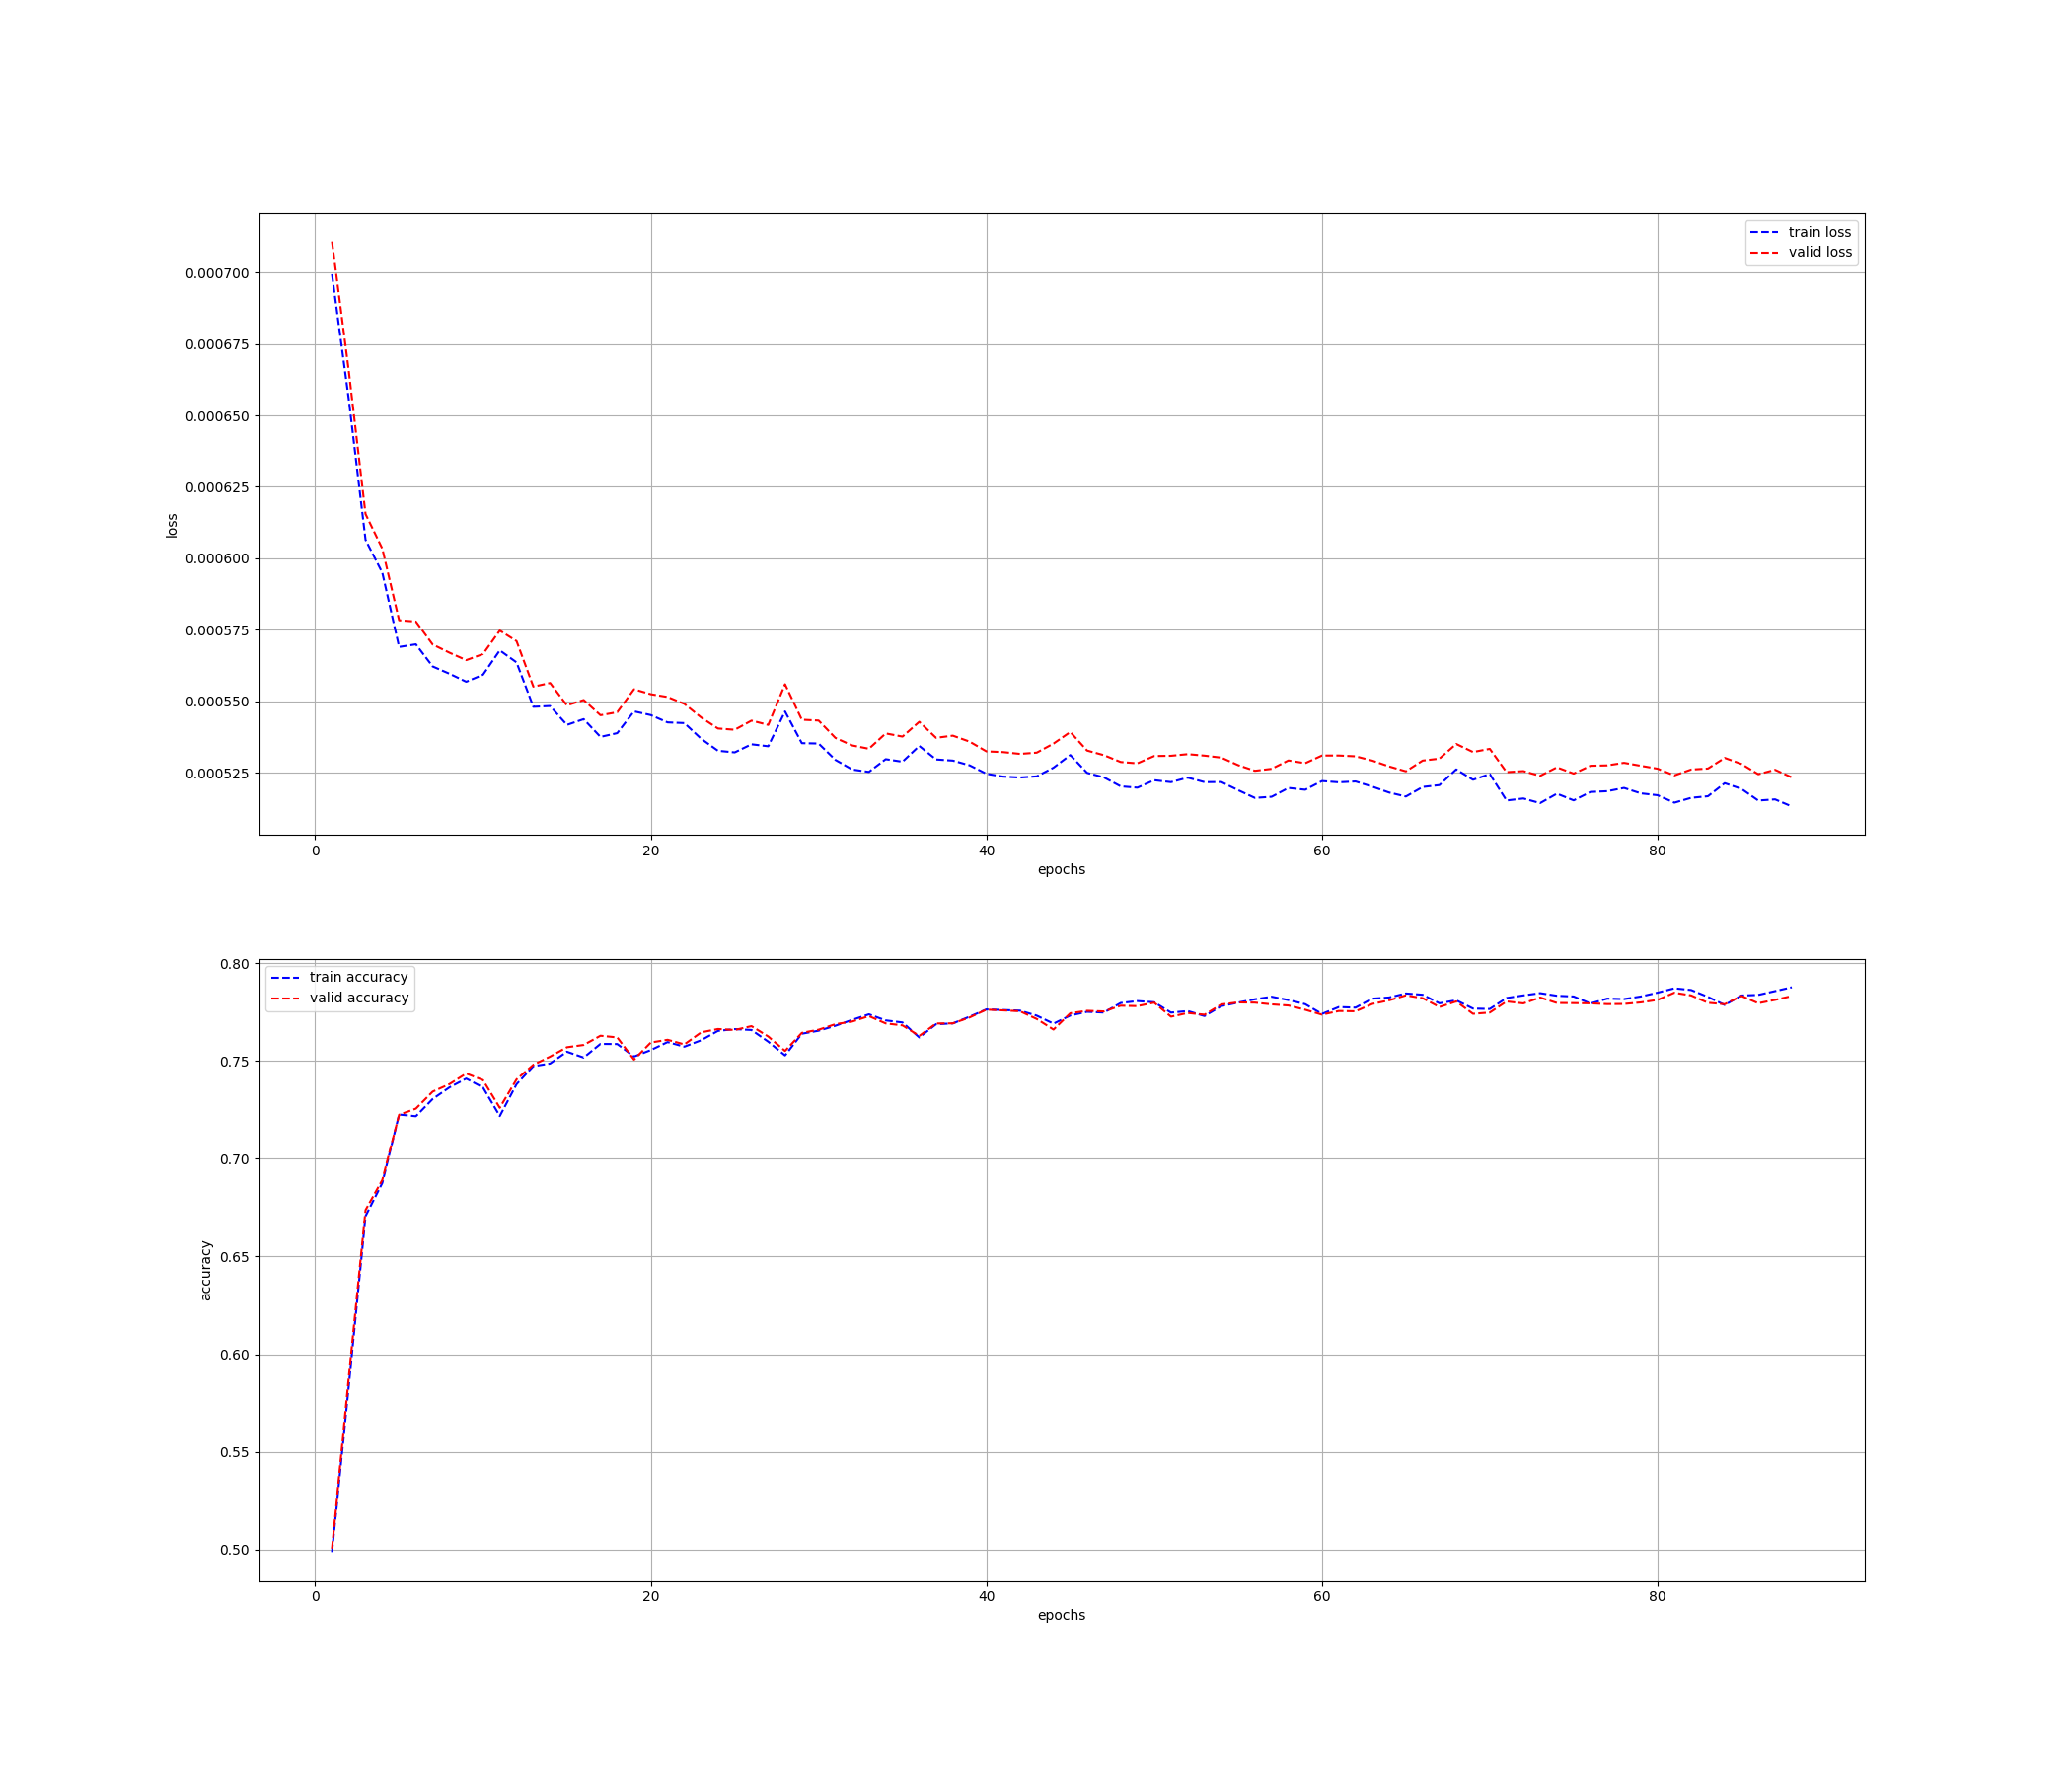 train loss
valid loss
0.000700
0.000675
0.000650
0.000625
0.000600
0.000575
0.000550
0.000525
loss
0 20 40 60 80
epochs
train accuracy
valid accuracy
0.80
0.75
0.70
0.65
0.60
0.55
0.50
accuracy
0 20 40 60 80
epochs